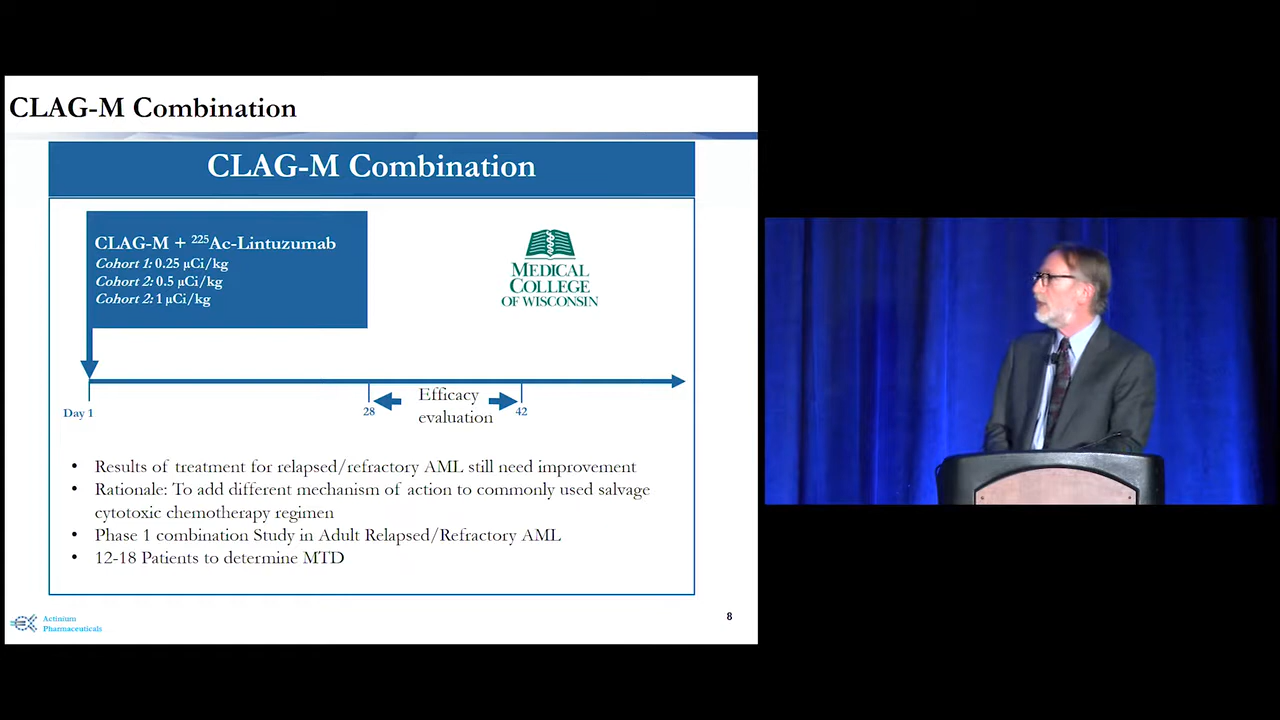 CLAG-M Combination
CLAG-M Combination
CLAG-M + ²²⁵Ac-Lintuzumab
Cohort 1: 0.25 µCi/kg
Cohort 2: 0.5 µCi/kg
Cohort 2: 1 µCi/kg
MEDICAL
COLLEGE
OF WISCONSIN
Day 1
28
Efficacy
evaluation
42
• Results of treatment for relapsed/refractory AML still need improvement
• Rationale: To add different mechanism of action to commonly used salvage
cytotoxic chemotherapy regimen
• Phase 1 combination Study in Adult Relapsed/Refractory AML
• 12-18 Patients to determine MTD
Actinium
Pharmaceuticals
8